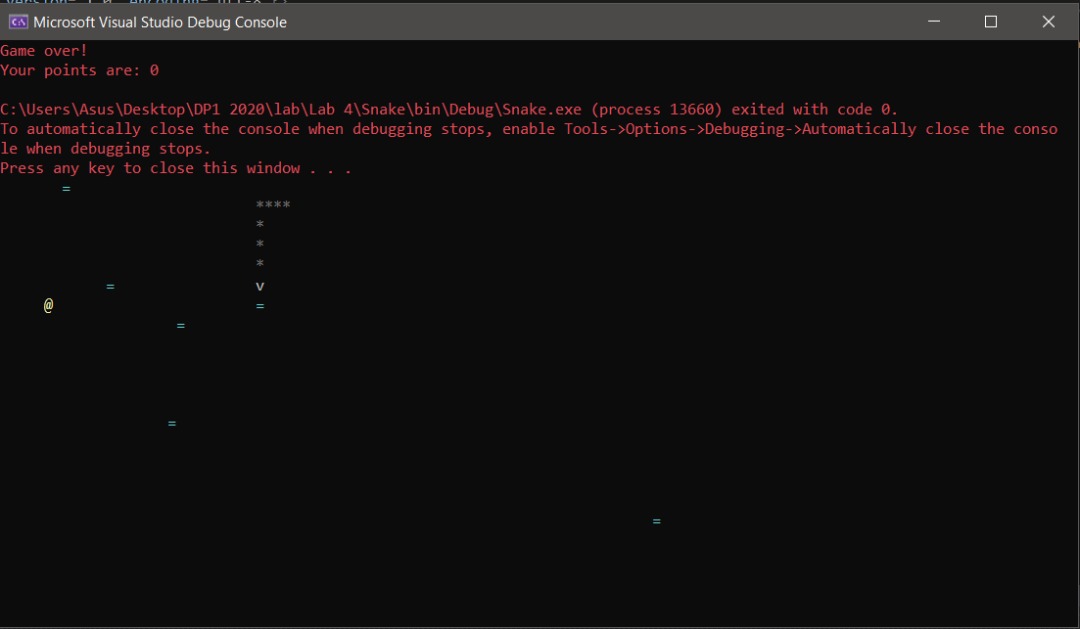 Microsoft Visual Studio Debug Console
Game over!
Your points are: 0
C:\Users\Asus\Desktop\DP1 2020\lab\Lab 4\Snake\bin\Debug\Snake.exe (process 13660) exited with code 0.
To automatically close the console when debugging stops, enable Tools->Options->Debugging->Automatically close the conso
le when debugging stops.
Press any key to close this window . . .
=
****
*
*
*
= v
@ =
=
=
=